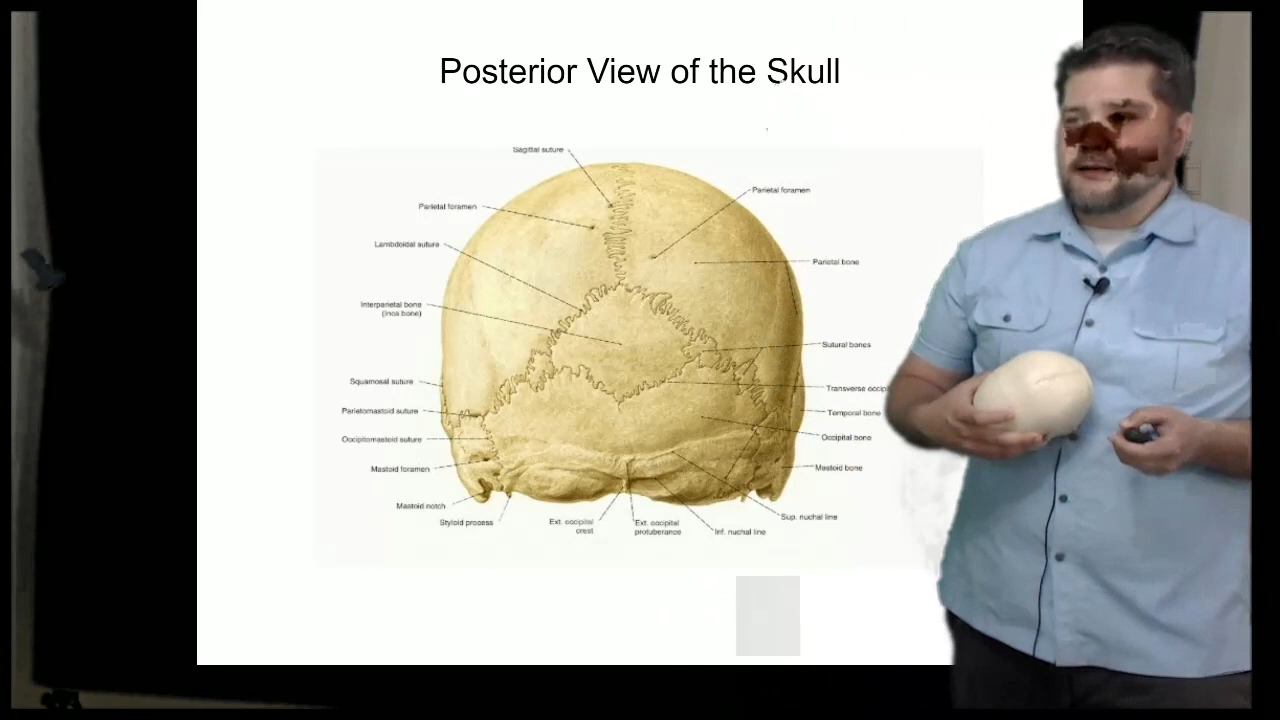 Posterior View of the Skull
Sagittal suture
Parietal foramen
Parietal foramen
Lambdoidal suture
Parietal bone
Interparietal bone
(Inca bone)
Sutural bones
Squamosal suture
Transverse
Parietomastoid suture
Temporal bone
Occipital bone
Occipitomastoid suture
Mastoid foramen
Mastoid bone
Mastoid notch
Styloid process
Ext. occipital
crest
Ext. occipital
protuberance
Inf. nuchal line
Sup. nuchal line